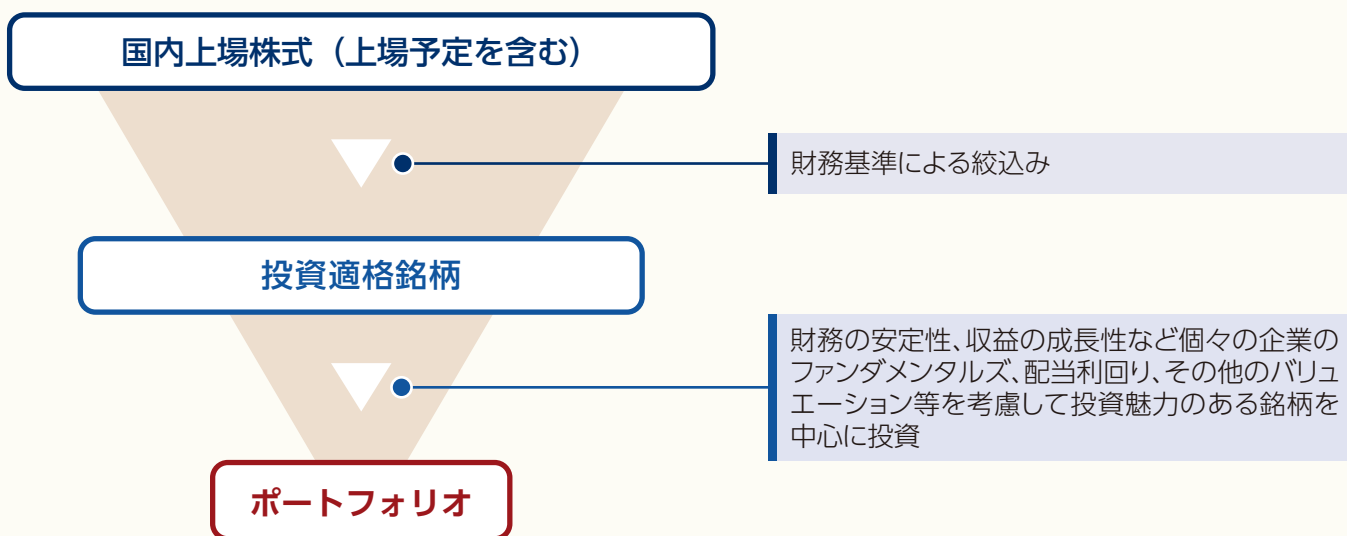 国内上場株式（上場予定を含む）
財務基準による絞込み
投資適格銘柄
財務の安定性、収益の成長性など個々の企業の
ファンダメンタルズ、配当利回り、その他のバリュ
エーション等を考慮して投資魅力のある銘柄を
中心に投資
ポートフォリオ